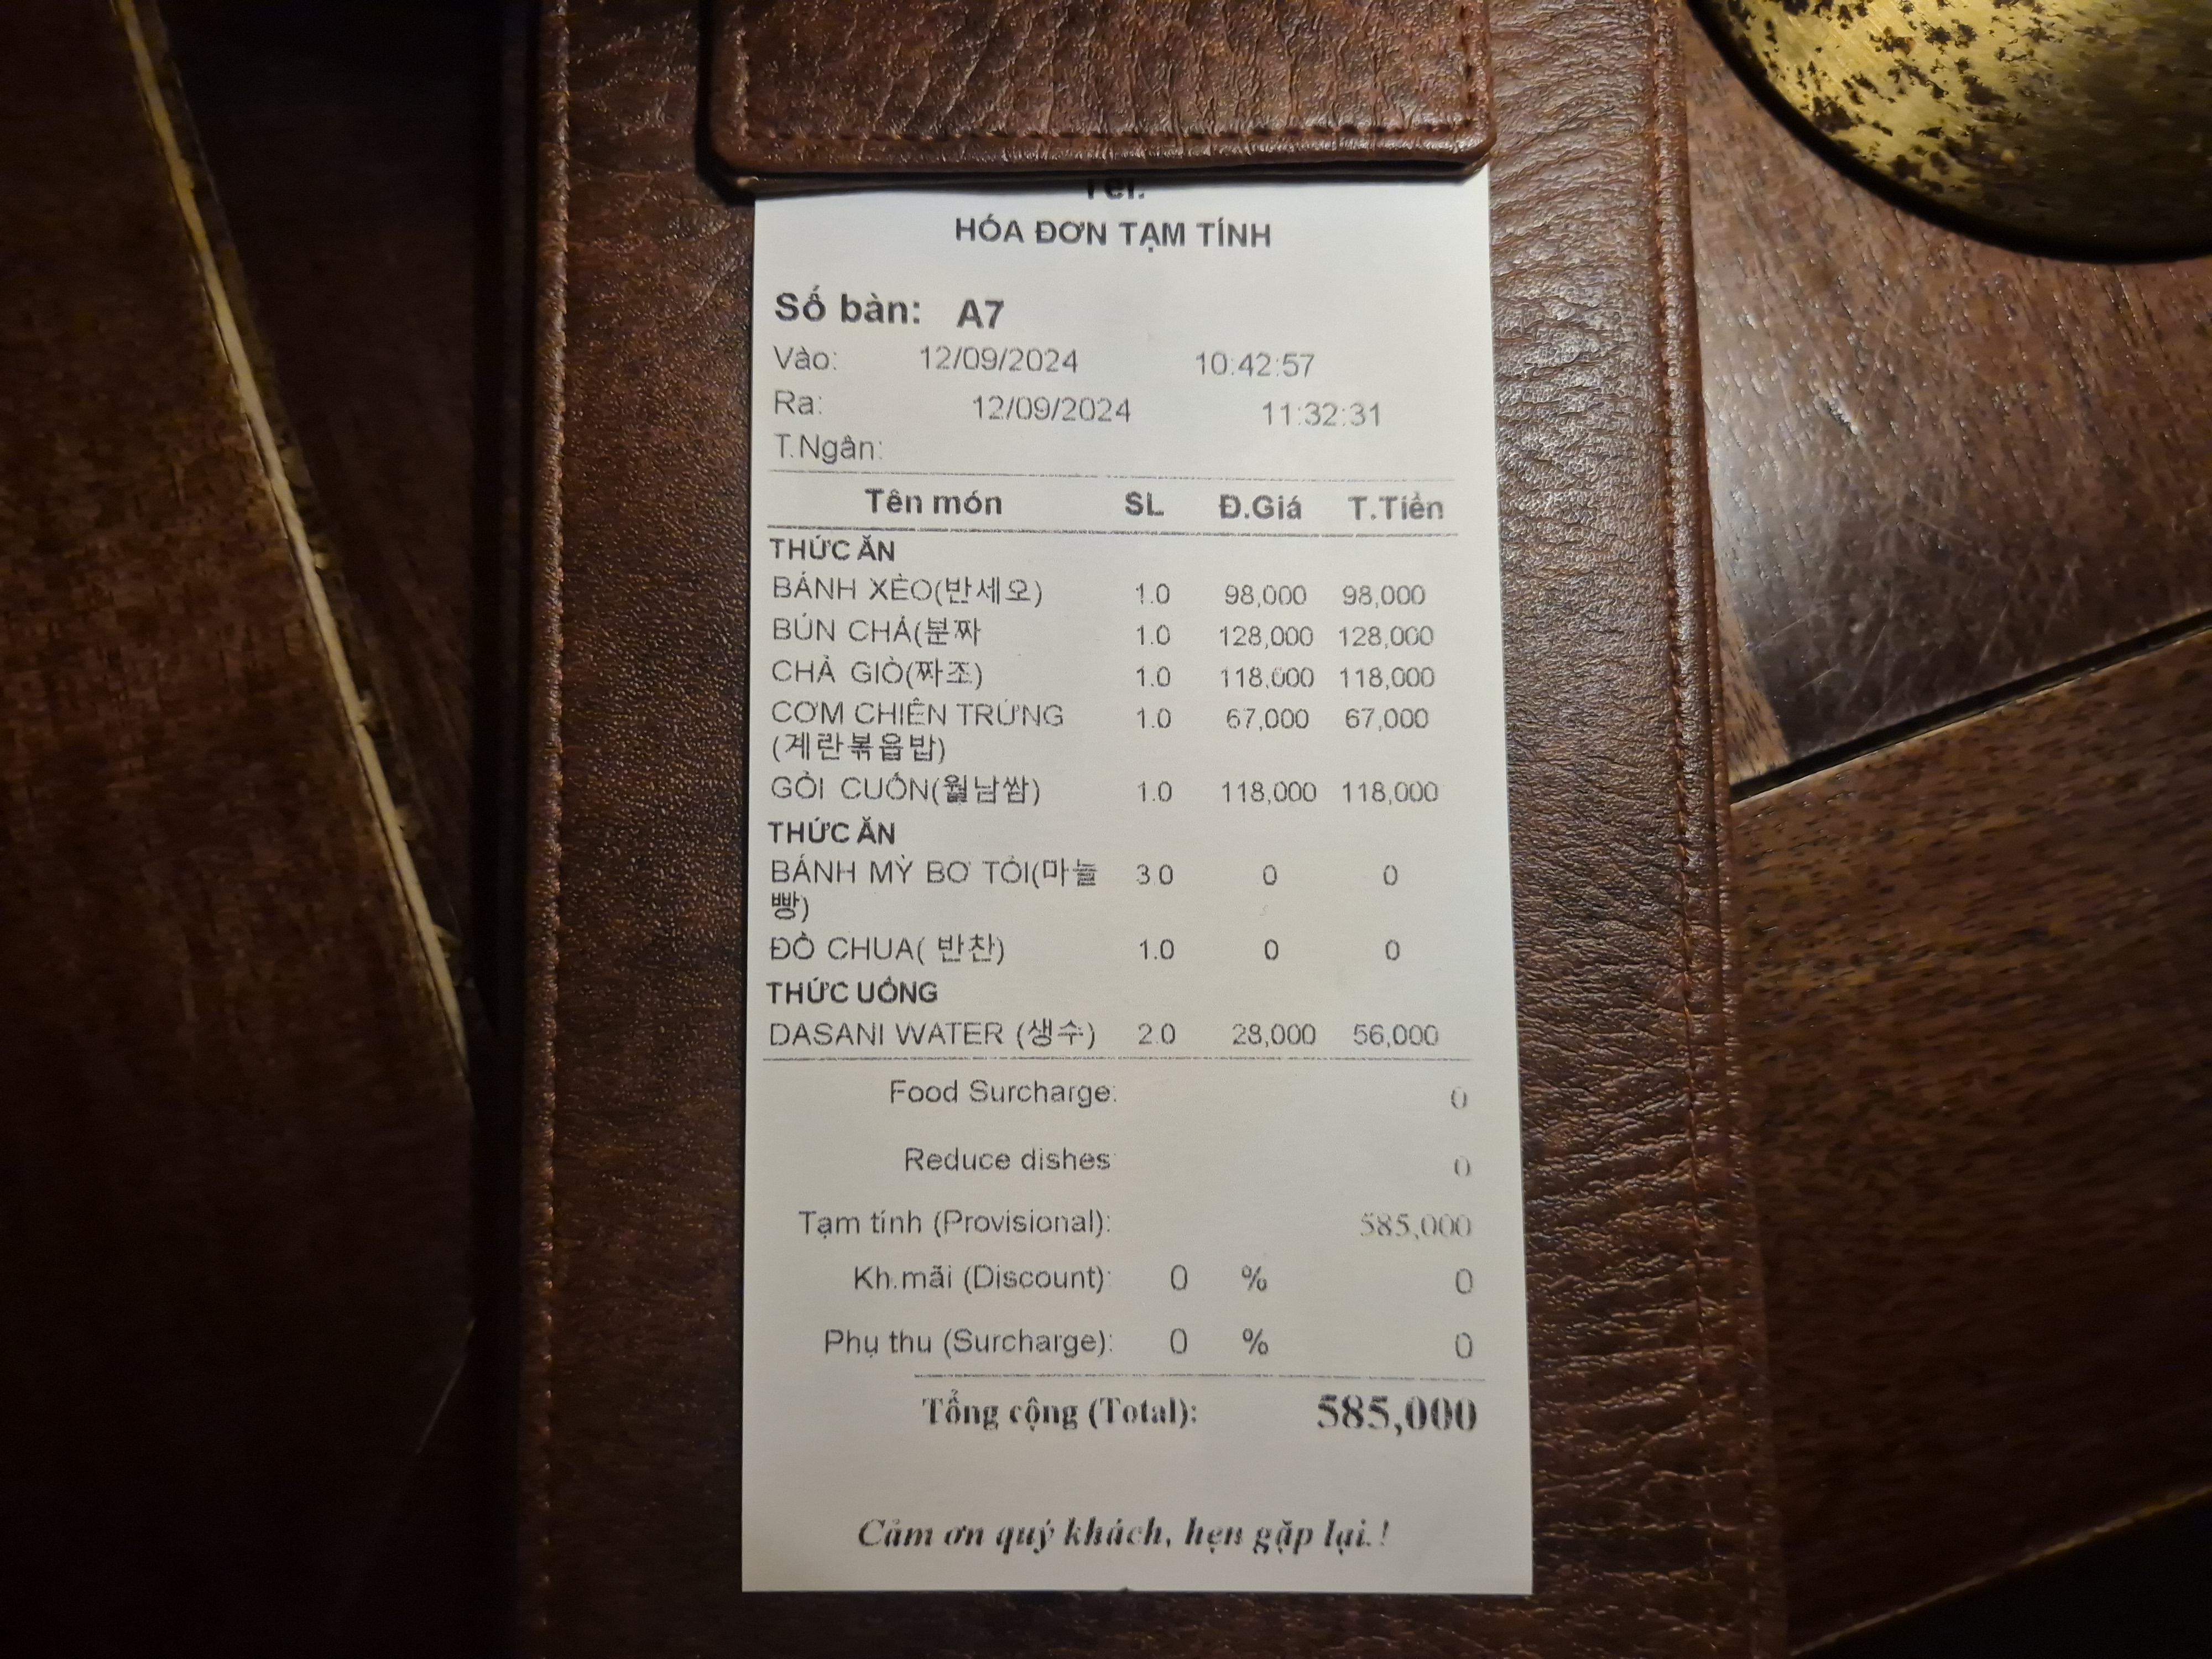 Tel:
HÓA ĐƠN TẠM TÍNH
Số bàn: A7
Vào: 12/09/2024 10:42:57
Ra: 12/09/2024 11:32:31
T.Ngân:
Tên món SL Đ.Giá T.Tiền
THỨC ĂN
BÁNH XÈO(반세오) 1.0 98,000 98,000
BÚN CHẢ(분짜 1.0 128,000 128,000
CHẢ GIÒ(짜조) 1.0 118,000 118,000
CƠM CHIÊN TRỨNG 1.0 67,000 67,000
(계란볶읍밥)
GỎI CUỐN(월남쌈) 1.0 118,000 118,000
THỨC ĂN
BÁNH MỲ BƠ TỎI(마늘 3.0 0 0
빵)
ĐỒ CHUA( 반찬) 1.0 0 0
THỨC UỐNG
DASANI WATER (생수) 2.0 28,000 56,000
Food Surcharge: 0
Reduce dishes 0
Tạm tính (Provisional): 585,000
Kh.mãi (Discount): 0 % 0
Phụ thu (Surcharge): 0 % 0
Tổng cộng (Total): 585,000
Cảm ơn quý khách, hẹn gặp lại.!